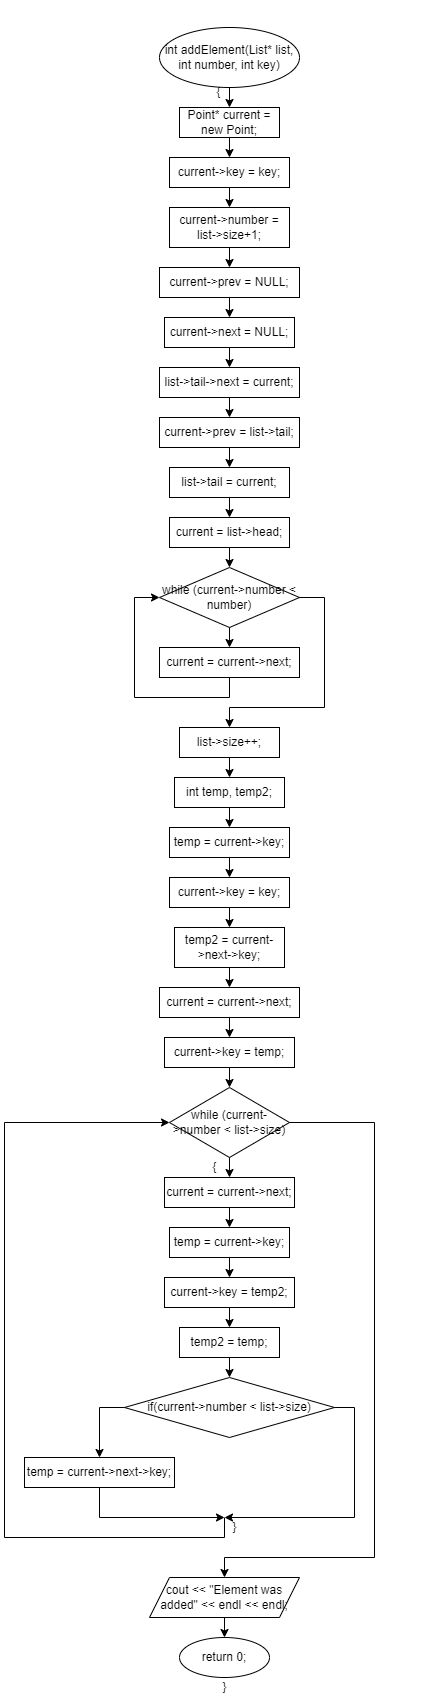 int addElement(List* list,
int number, int key)
{
Point* current =
new Point;
current->key = key;
current->number =
list->size+1;
current->prev = NULL;
current->next = NULL;
list->tail->next = current;
current->prev = list->tail;
list->tail = current;
current = list->head;
while (current->number <
number)
current = current->next;
list->size++;
int temp, temp2;
temp = current->key;
current->key = key;
temp2 = current-
>next->key;
current = current->next;
current->key = temp;
while (current-
>number < list->size)
{
current = current->next;
temp = current->key;
current->key = temp2;
temp2 = temp;
if(current->number < list->size)
temp = current->next->key;
}
cout << "Element was
added" << endl << endl;
return 0;
}